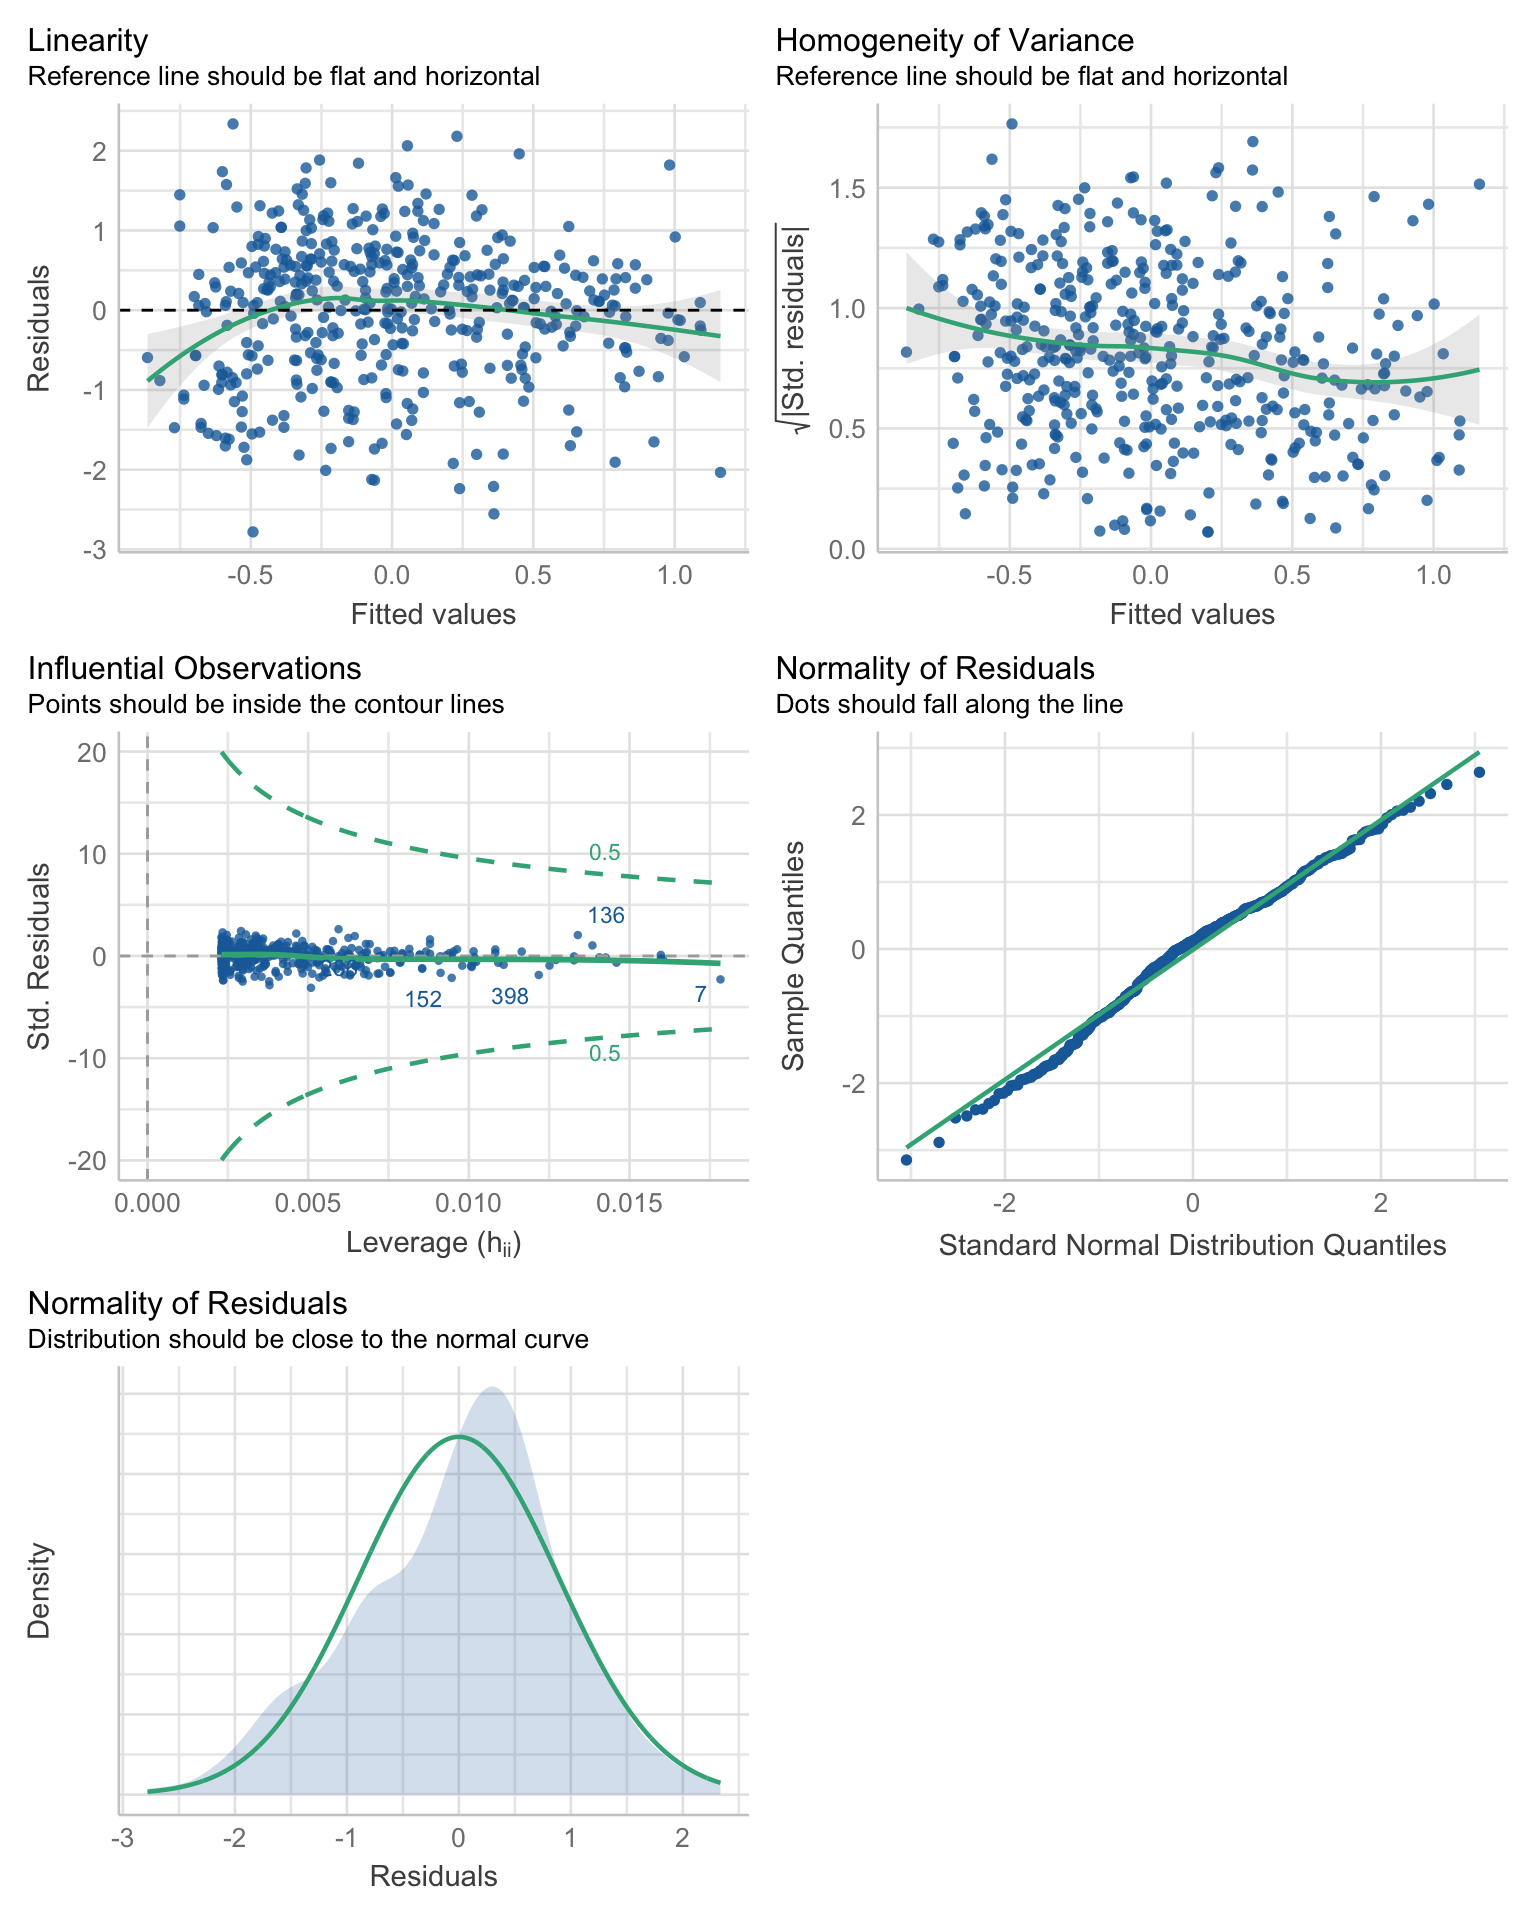 Linearity
Reference line should be flat and horizontal
Residuals
2
1
0
-1
-2
-3
-0.5
0.0
0.5
1.0
Fitted values
Homogeneity of Variance
Reference line should be flat and horizontal
√|Std. residuals|
1.5
1.0
0.5
0.0
-0.5
0.0
0.5
1.0
Fitted values
Influential Observations
Points should be inside the contour lines
Std. Residuals
20
10
0
-10
-20
0.5
136
152
398
7
0.5
0.000
0.005
0.010
0.015
Leverage (hii)
Normality of Residuals
Dots should fall along the line
Sample Quantiles
2
0
-2
-2
0
2
Standard Normal Distribution Quantiles
Normality of Residuals
Distribution should be close to the normal curve
Density
-3
-2
-1
0
1
2
Residuals